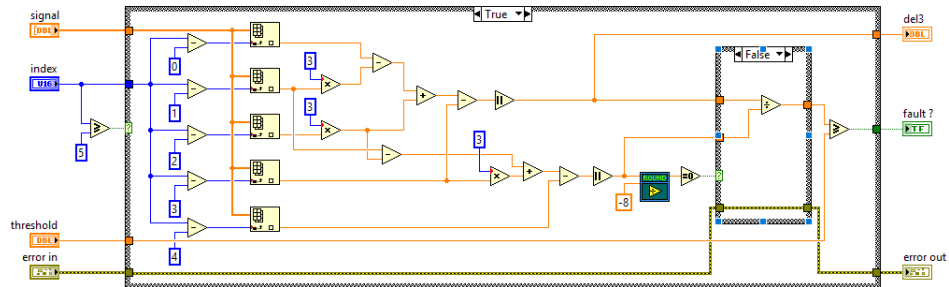 signal
DBL
index
U16
5
threshold
DBL
error in
True
0
1
2
3
4
3
3
3
ROUND
-8
=0
?
False
?
?
del3
DBL
fault ?
TF
error out